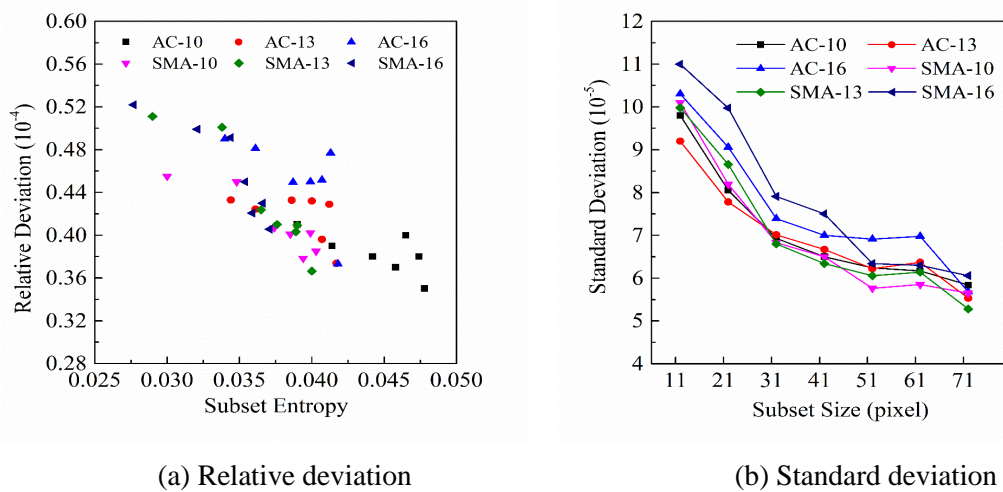 0.60
0.56
0.52
0.48
0.44
0.40
0.36
0.32
0.28
Relative Deviation (10⁻⁴)
AC-10 AC-13 AC-16
SMA-10 SMA-13 SMA-16
0.025 0.030 0.035 0.040 0.045 0.050
Subset Entropy
(a) Relative deviation
12
11
10
9
8
7
6
5
4
Standard Deviation (10⁻⁵)
AC-10 AC-13
AC-16 SMA-10
SMA-13 SMA-16
11 21 31 41 51 61 71
Subset Size (pixel)
(b) Standard deviation